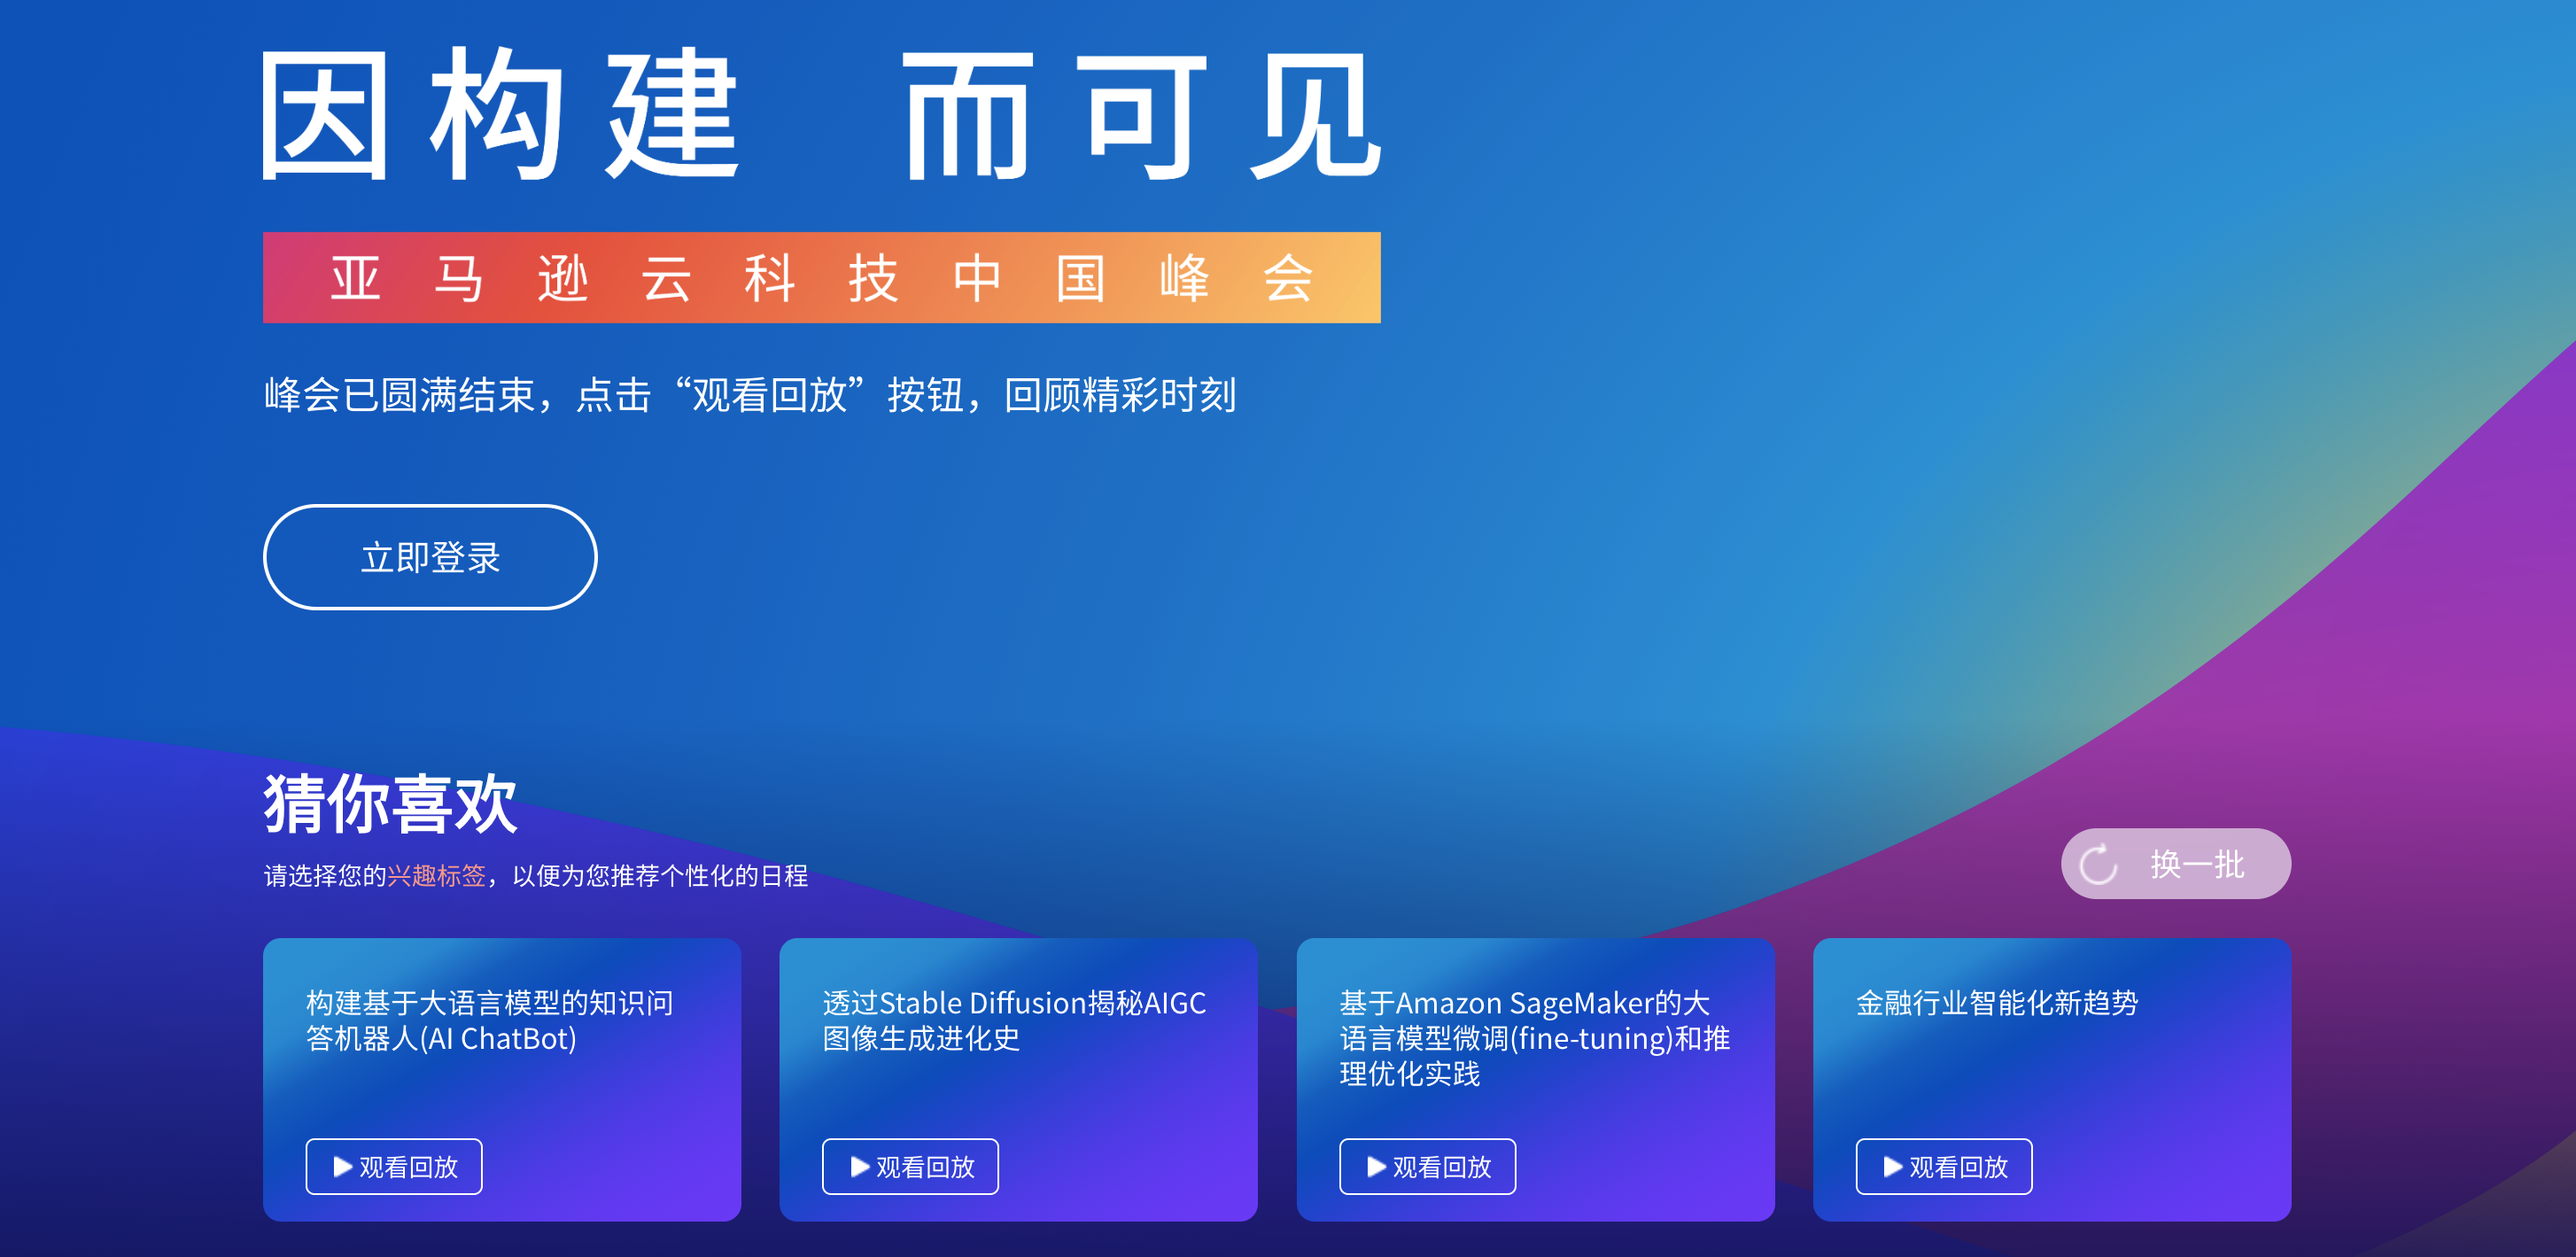 因构建 而可见
亚马逊云科技中国峰会
峰会已圆满结束，点击“观看回放”按钮，回顾精彩时刻
立即登录
猜你喜欢
请选择您的兴趣标签，以便为您推荐个性化的日程
换一批
构建基于大语言模型的知识问
答机器人(AI ChatBot)
观看回放
透过Stable Diffusion揭秘AIGC
图像生成进化史
观看回放
基于Amazon SageMaker的大
语言模型微调(fine-tuning)和推
理优化实践
观看回放
金融行业智能化新趋势
观看回放